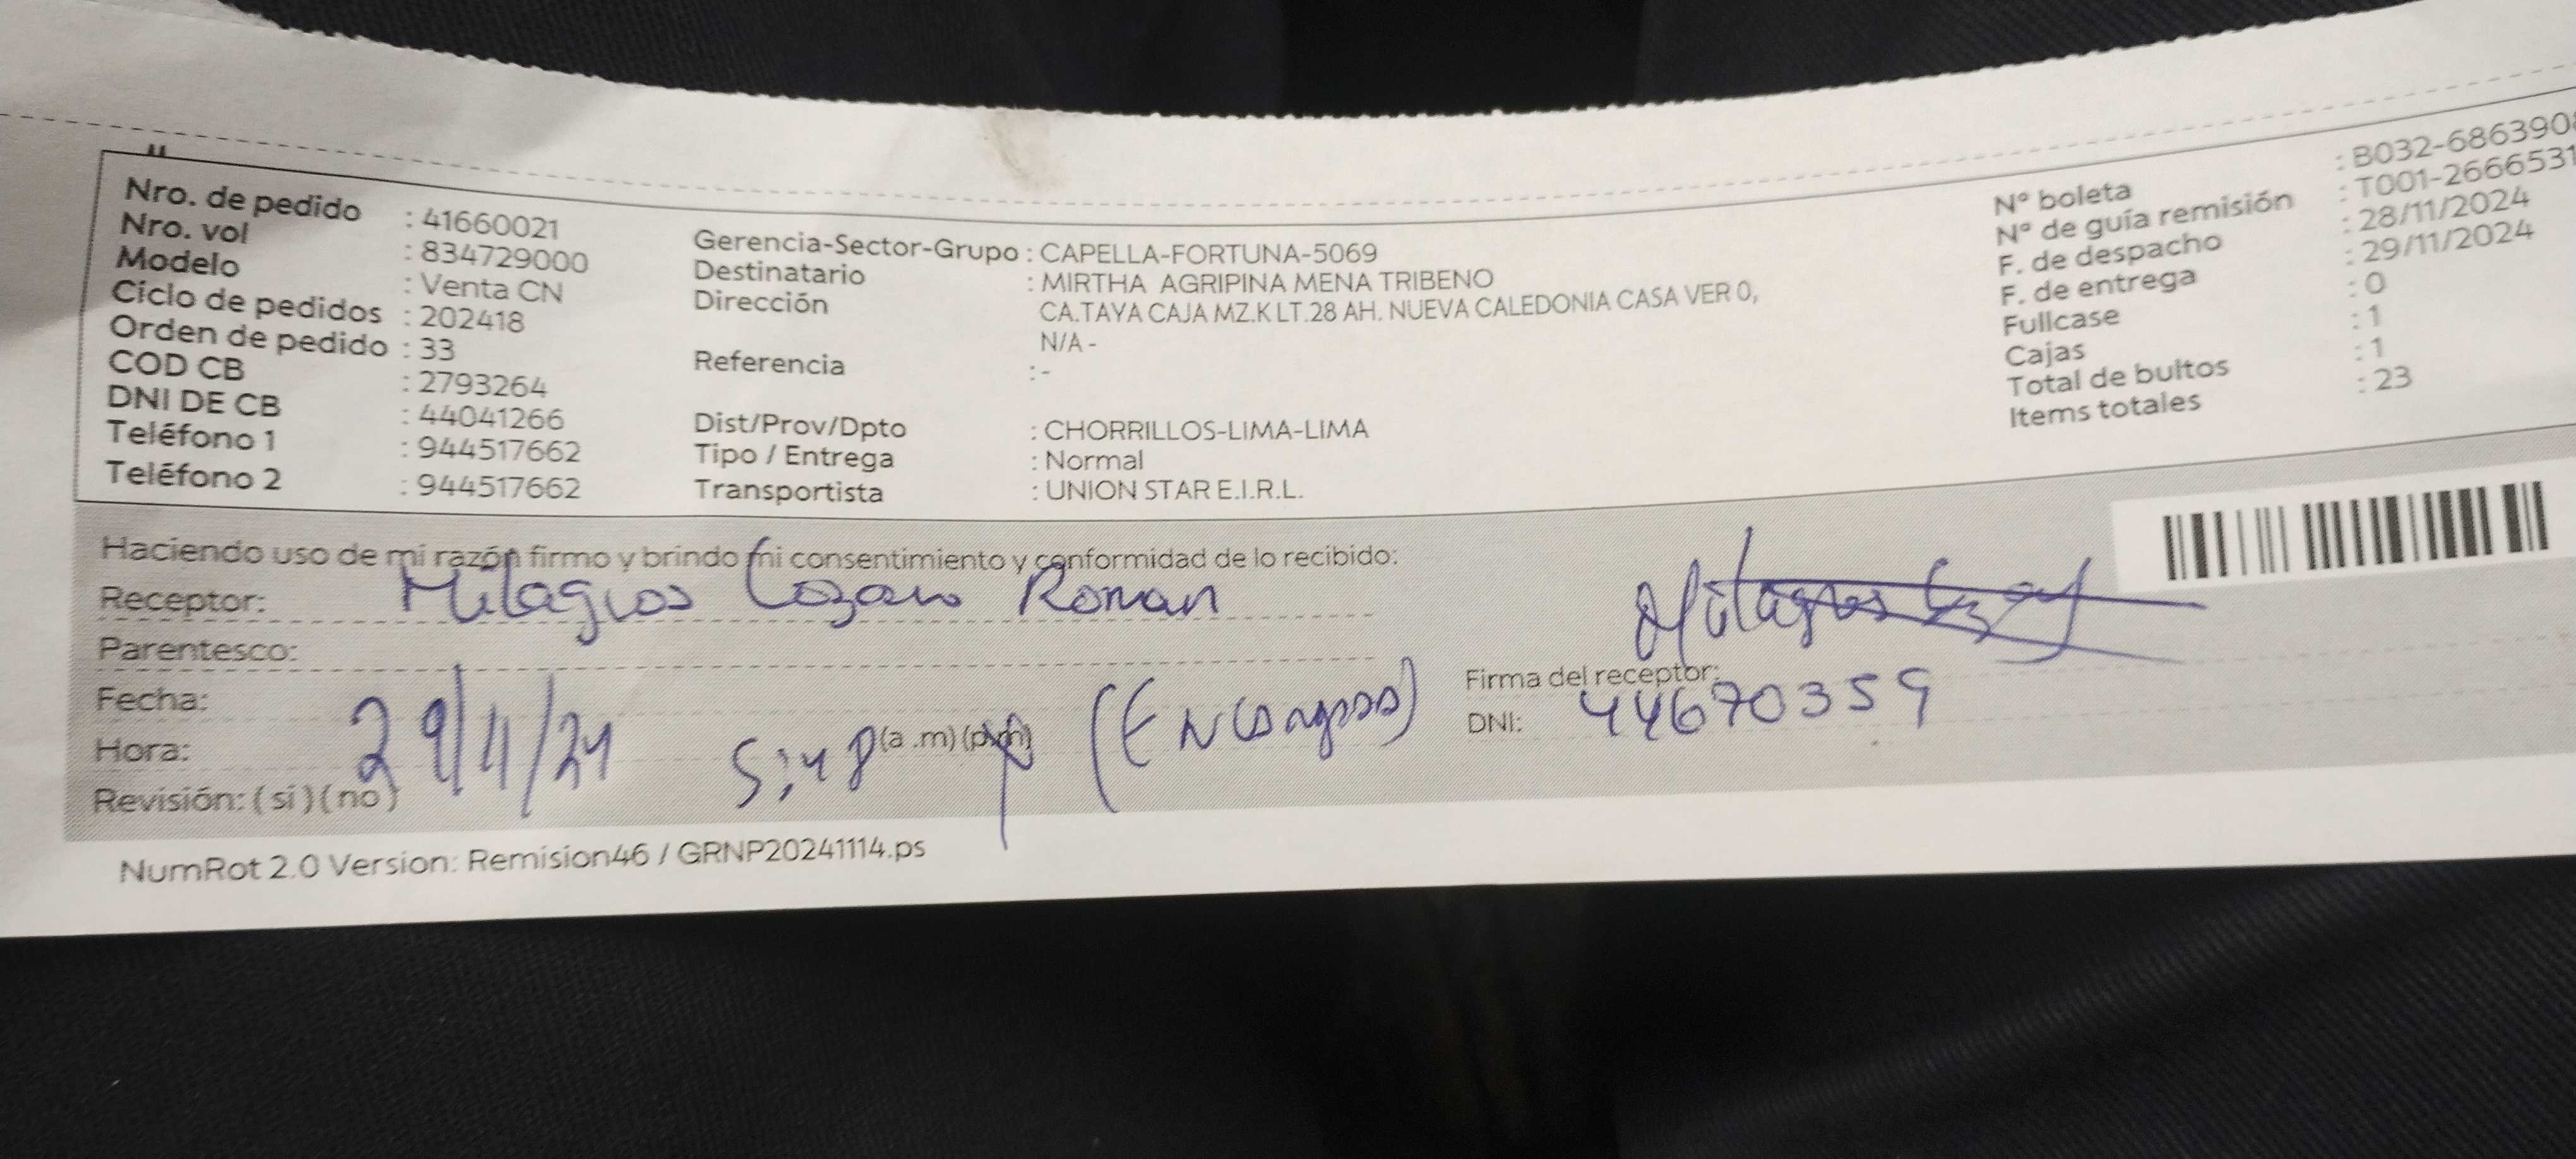 Nro. de pedido : 41660021
Nro. vol : 834729000
Modelo : Venta CN
Ciclo de pedidos : 202418
Orden de pedido : 33
COD CB : 2793264
DNI DE CB : 44041266
Teléfono 1 : 944517662
Teléfono 2 : 944517662
Gerencia-Sector-Grupo : CAPELLA-FORTUNA-5069
Destinatario : MIRTHA AGRIPINA MENA TRIBENO
Dirección CA.TAYA CAJA MZ.K LT.28 AH. NUEVA CALEDONIA CASA VER 0,
N/A -
Referencia :-
Dist/Prov/Dpto : CHORRILLOS-LIMA-LIMA
Tipo / Entrega : Normal
Transportista : UNION STAR E.I.R.L.
Nº boleta : B032-686390
Nº de guía remisión : T001-2666531
F. de despacho : 28/11/2024
F. de entrega : 29/11/2024
Fullcase : 0
Cajas : 1
Total de bultos : 1
Items totales : 23
Haciendo uso de mi razón firmo y brindo mi consentimiento y conformidad de lo recibido:
Receptor: Milagros Lozano Roman
Parentesco:
Fecha: 29/11/24
Hora: 5:48 (a .m) (p.m)
Revisión: ( si ) ( no )
Firma del receptor:
DNI: 44670359
NumRot 2.0 Version: Remision46 / GRNP20241114.ps